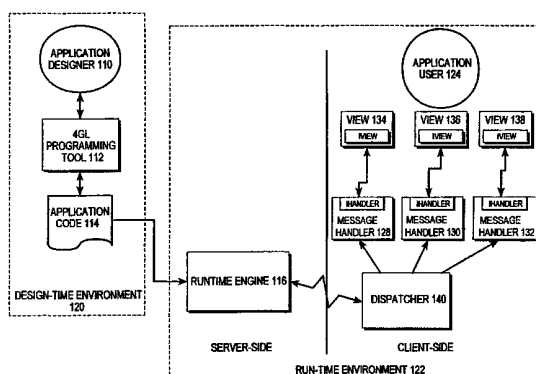 APPLICATION
DESIGNER 110
4GL
PROGRAMMING
TOOL 112
APPLICATION
CODE 114
DESIGN-TIME ENVIRONMENT
120
APPLICATION
USER 124
VIEW 134
IVIEW
VIEW 136
IVIEW
VIEW 138
IVIEW
IHANDLER
MESSAGE
HANDLER 128
IHANDLER
MESSAGE
HANDLER 130
IHANDLER
MESSAGE
HANDLER 132
RUNTIME ENGINE 116
DISPATCHER 140
SERVER-SIDE
CLIENT-SIDE
RUN-TIME ENVIRONMENT 122